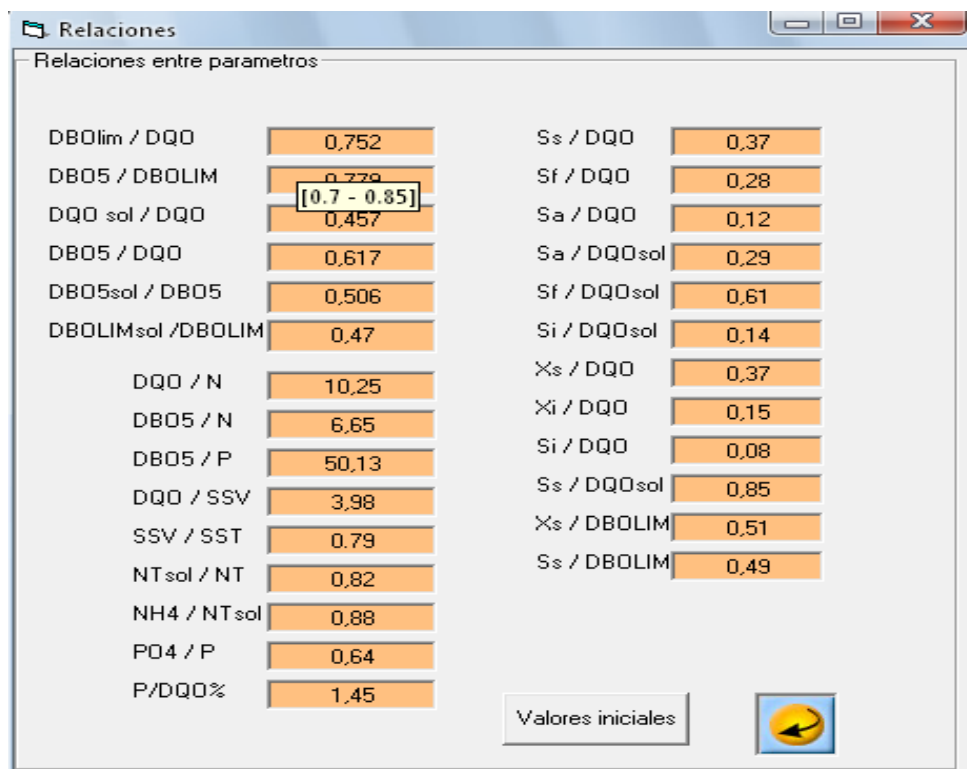 Relaciones
Relaciones entre parametros
DBOlim / DQO 0,752
DBO5 / DBOLIM 0,779
[0.7 - 0.85]
DQO sol / DQO 0,457
DBO5 / DQO 0,617
DBO5sol / DBO5 0,506
DBOLIMsol /DBOLIM 0,47
DQO / N 10,25
DBO5 / N 6,65
DBO5 / P 50,13
DQO / SSV 3,98
SSV / SST 0.79
NTsol / NT 0,82
NH4 / NTsol 0,88
PO4 / P 0,64
P/DQO% 1,45
Ss / DQO 0,37
Sf / DQO 0,28
Sa / DQO 0,12
Sa / DQOsol 0,29
Sf / DQOsol 0,61
Si / DQOsol 0,14
Xs / DQO 0,37
Xi / DQO 0,15
Si / DQO 0,08
Ss / DQOsol 0,85
Xs / DBOLIM 0,51
Ss / DBOLIM 0,49
Valores iniciales